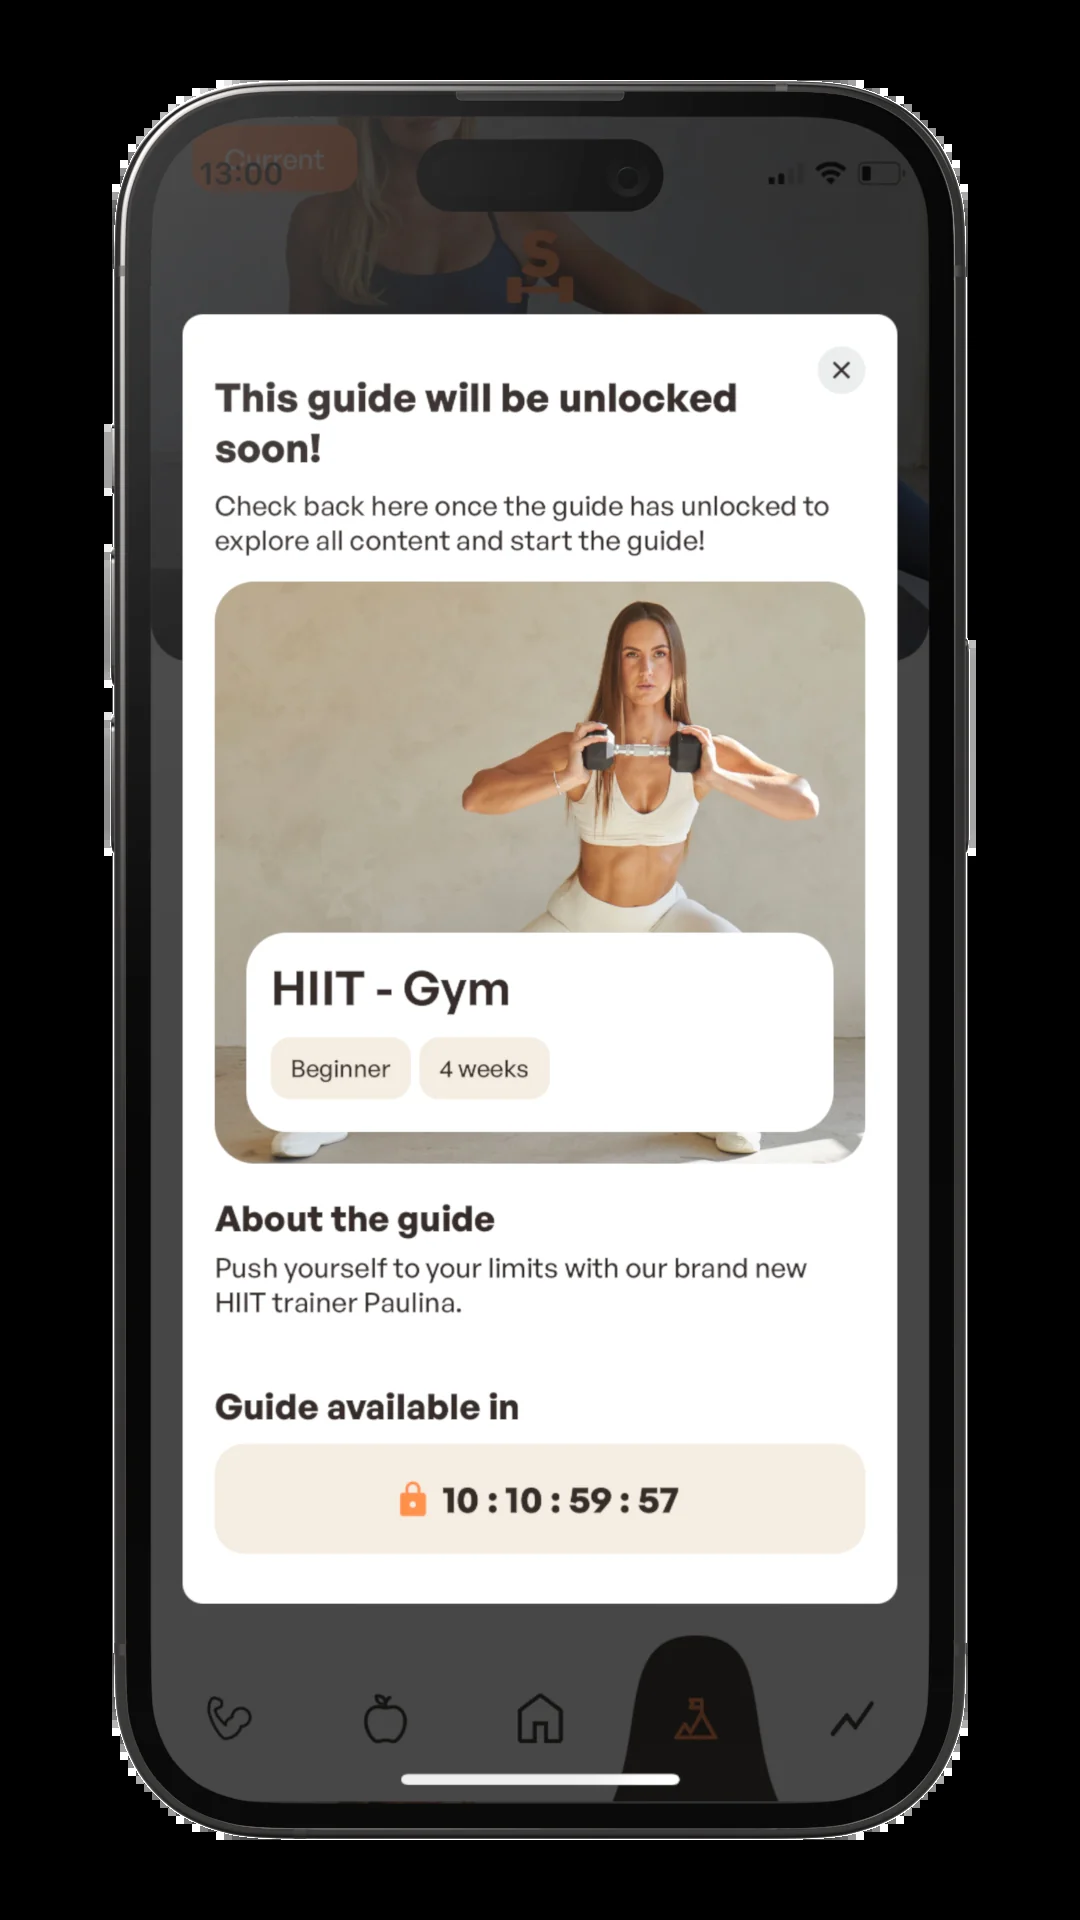 Current
13:00
S
This guide will be unlocked
soon!
Check back here once the guide has unlocked to
explore all content and start the guide!
HIIT - Gym
Beginner
4 weeks
About the guide
Push yourself to your limits with our brand new
HIIT trainer Paulina.
Guide available in
10 : 10 : 59 : 57